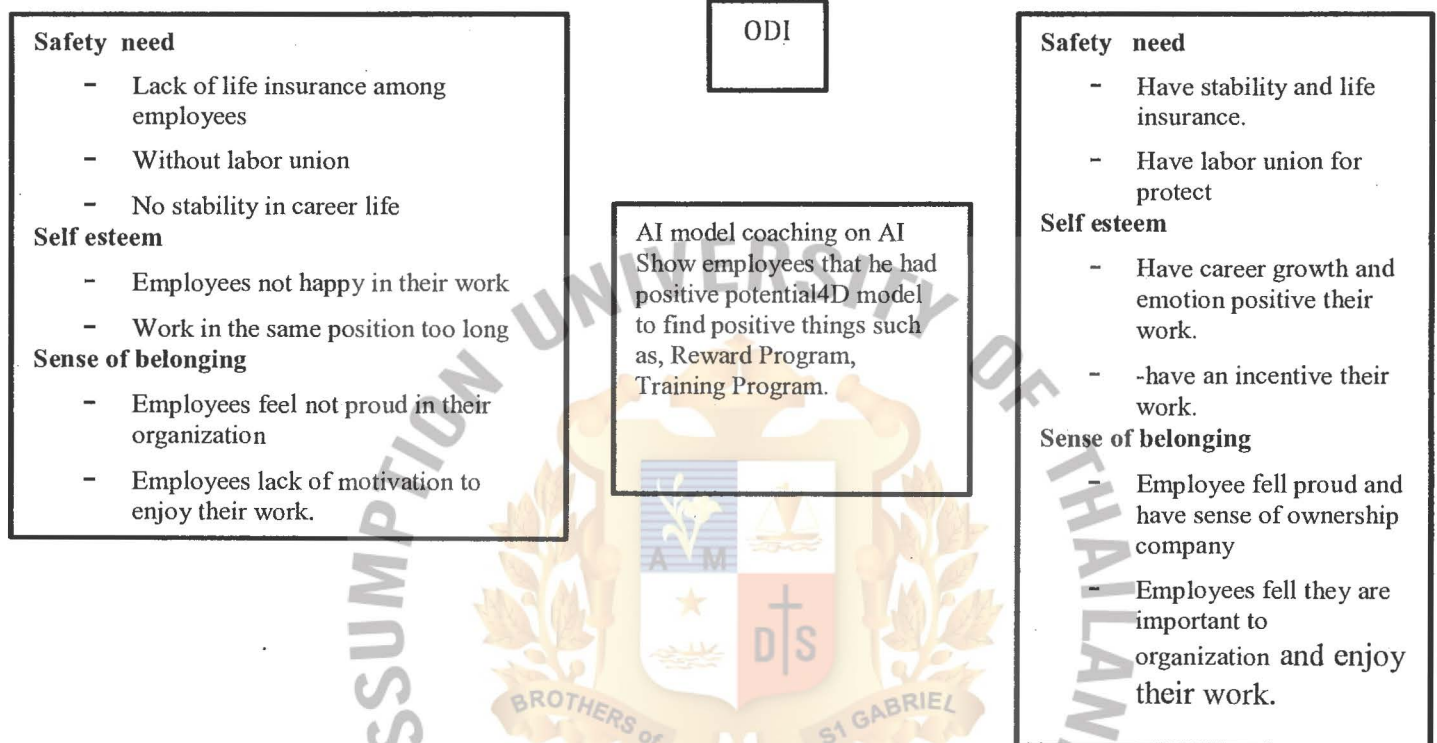 Safety need
- Lack of life insurance among
employees
- Without labor union
- No stability in career life
Self esteem
- Employees not happy in their work
- Work in the same position too long
Sense of belonging
- Employees feel not proud in their
organization
- Employees lack of motivation to
enjoy their work.
ODI
AI model coaching on AI
Show employees that he had
positive potential4D model
to find positive things such
as, Reward Program,
Training Program.
Safety need
- Have stability and life
insurance.
- Have labor union for
protect
Self esteem
- Have career growth and
emotion positive their
work.
- -have an incentive their
work.
Sense of belonging
- Employee fell proud and
have sense of ownership
company
- Employees fell they are
important to
organization and enjoy
their work.
ASSUMPTION UNIVERSITY OF THAILAN
A M
D S
BROTHERS of S1 GABRIEL